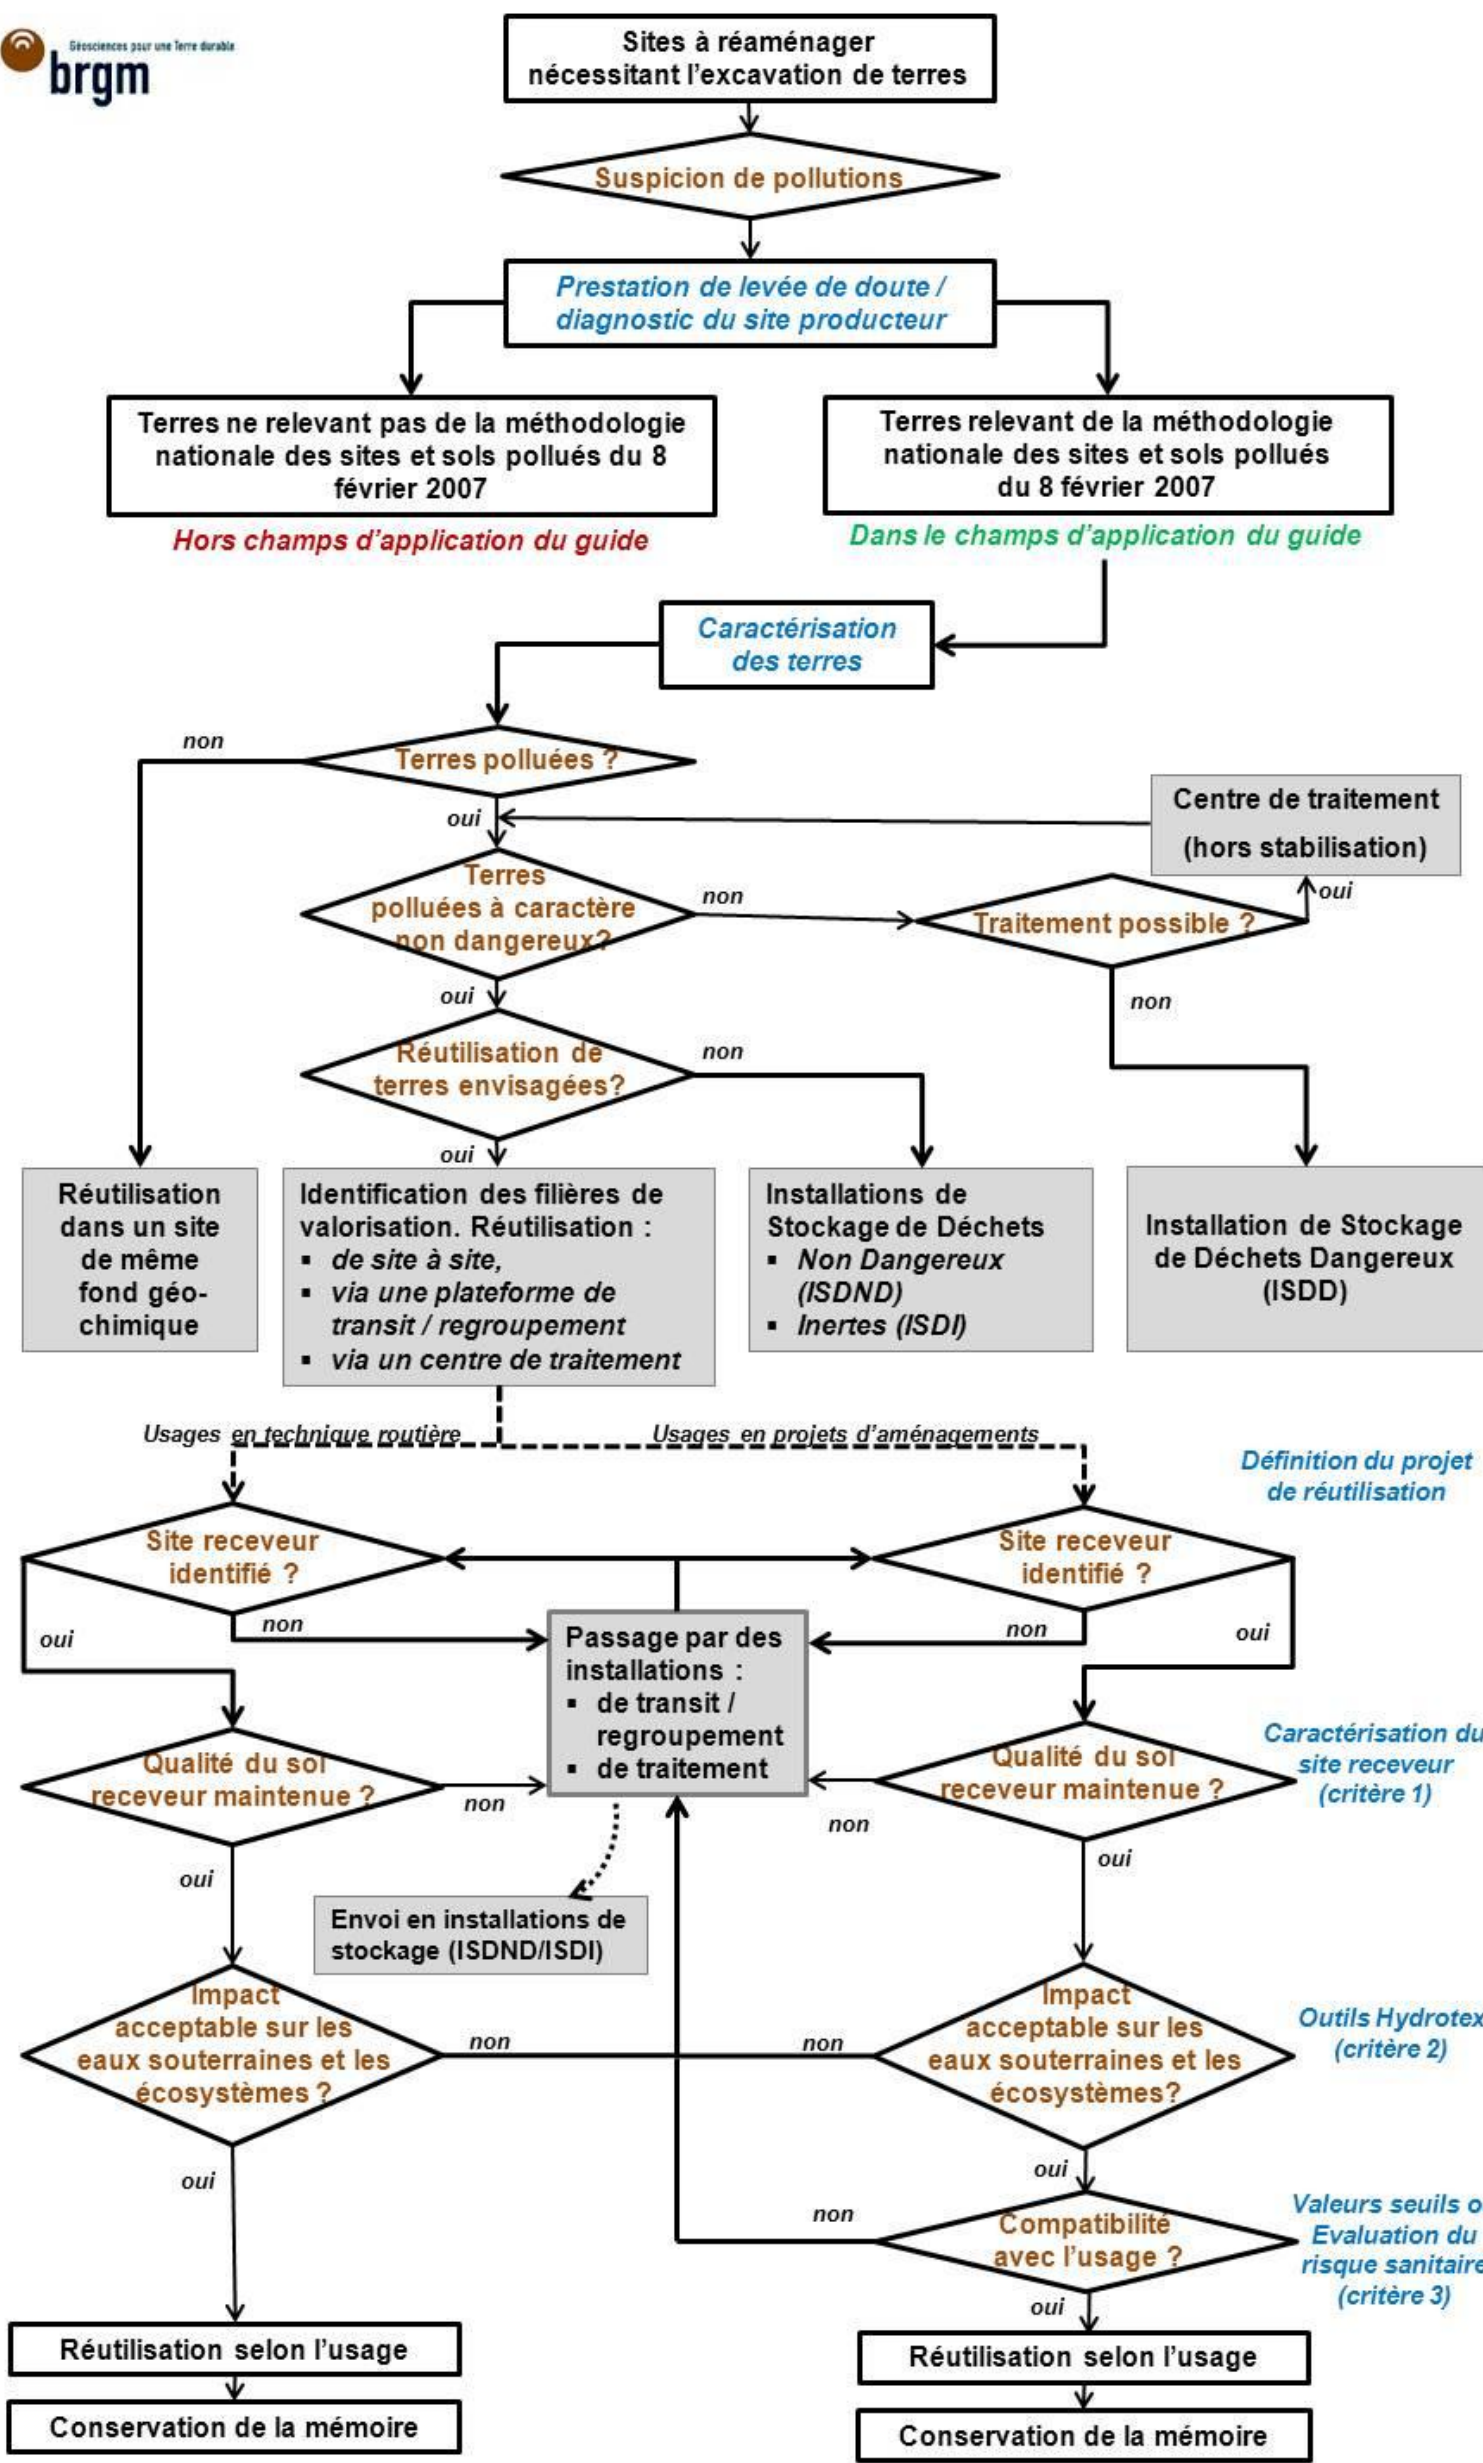 Géosciences pour une Terre durable
brgm
Sites à réaménager
nécessitant l'excavation de terres
Suspicion de pollutions
Prestation de levée de doute /
diagnostic du site producteur
Terres ne relevant pas de la méthodologie
nationale des sites et sols pollués du 8
février 2007
Terres relevant de la méthodologie
nationale des sites et sols pollués
du 8 février 2007
Hors champs d'application du guide
Dans le champs d'application du guide
Caractérisation
des terres
non
Terres polluées ?
oui
Centre de traitement
(hors stabilisation)
Terres
polluées à caractère
non dangereux?
non
Traitement possible ?
oui
oui
non
Réutilisation de
terres envisagées?
non
oui
Réutilisation
dans un site
de même
fond géo-
chimique
Identification des filières de
valorisation. Réutilisation :
▪ de site à site,
▪ via une plateforme de
transit / regroupement
▪ via un centre de traitement
Installations de
Stockage de Déchets
▪ Non Dangereux
(ISDND)
▪ Inertes (ISDI)
Installation de Stockage
de Déchets Dangereux
(ISDD)
Usages en technique routière
Usages en projets d'aménagements
Définition du projet
de réutilisation
Site receveur
identifié ?
Site receveur
identifié ?
oui
non
Passage par des
installations :
▪ de transit /
regroupement
▪ de traitement
non
oui
Qualité du sol
receveur maintenue ?
non
Qualité du sol
receveur maintenue ?
non
Caractérisation du
site receveur
(critère 1)
oui
oui
Envoi en installations de
stockage (ISDND/ISDI)
Impact
acceptable sur les
eaux souterraines et les
écosystèmes ?
non
non
Impact
acceptable sur les
eaux souterraines et les
écosystèmes?
Outils Hydrotex
(critère 2)
oui
oui
non
Compatibilité
avec l'usage ?
Valeurs seuils o
Evaluation du
risque sanitaire
(critère 3)
oui
Réutilisation selon l'usage
Réutilisation selon l'usage
Conservation de la mémoire
Conservation de la mémoire